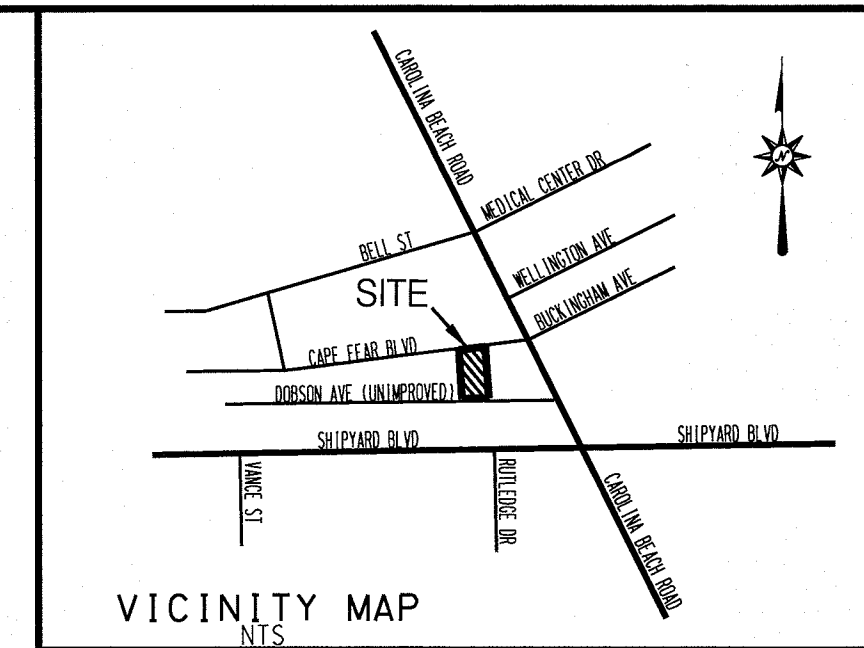 CAROLINA BEACH ROAD
MEDICAL CENTER DR
BELL ST
WELLINGTON AVE
SITE
BUCKINGHAM AVE
CAPE FEAR BLVD
DOBSON AVE (UNIMPROVED)
SHIPYARD BLVD
SHIPYARD BLVD
VANCE ST
RUTLEDGE DR
CAROLINA BEACH ROAD
VICINITY MAP
NTS
N